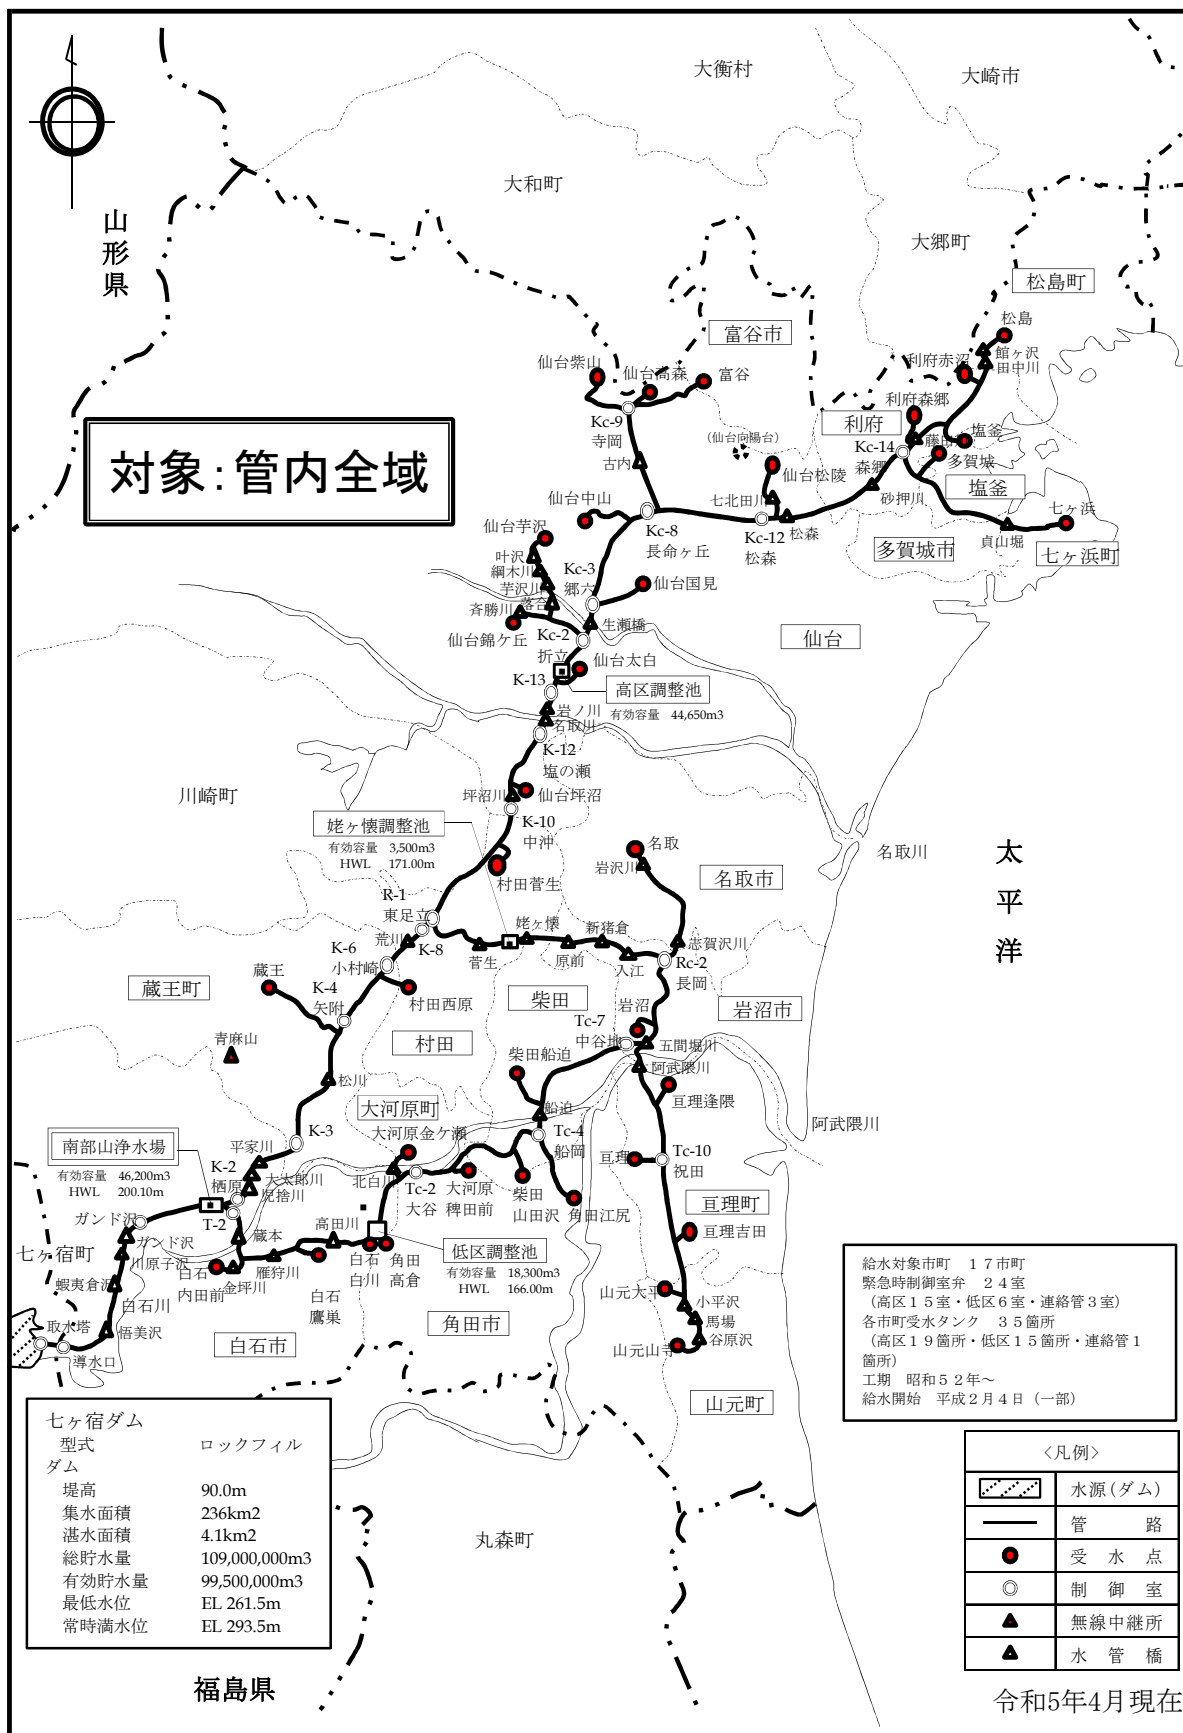 大衡村
大崎市
大和町
山形県
大郷町
松島町
松島
富谷市
館ヶ沢
仙台紫山
仙台高森
富谷
利府赤沼
田中川
利府森郷
Kc-9
寺岡
利府
対象：管内全域
(仙台向陽台)
Kc-14
森郷
塩釜
多賀城
古内
仙台松陵
塩釜
仙台中山
七北田川
砂押川
七ヶ浜
仙台芋沢
Kc-8
長命ヶ丘
Kc-12
松森
松森
多賀城市
貞山堀
七ヶ浜町
叶沢
綱木川
芋沢川
落合
斉勝川
Kc-3
郷六
仙台国見
仙台錦ケ丘
Kc-2
折立
生瀬橋
仙台
仙台太白
K-13
高区調整池
有効容量 44,650m3
岩ノ川
名取川
K-12
塩の瀬
川崎町
坪沼川
仙台坪沼
姥ヶ懐調整池
有効容量 3,500m3
HWL 171.00m
K-10
中沖
名取
岩沢川
名取川
太平洋
村田菅生
名取市
R-1
東足立
荒川
K-8
姥ヶ懐
新猪倉
志賀沢川
K-6
小村崎
菅生
原前
入江
Rc-2
長岡
蔵王
蔵王町
K-4
矢附
村田西原
柴田
岩沼
岩沼市
青麻山
村田
Tc-7
中谷地
五間堀川
柴田船迫
阿武隈川
松川
亘理逢隈
大河原町
船迫
阿武隈川
南部山浄水場
有効容量 46,200m3
HWL 200.10m
平家川
K-3
大河原金ケ瀬
Tc-4
船岡
亘理
Tc-10
祝田
K-2
栖原
大太郎川
児捨川
北白川
Tc-2
大谷
大河原
稗田前
柴田
山田沢
角田江尻
亘理町
ガンド沢
T-2
高田川
亘理吉田
七ヶ宿町
ガンド沢
川原子沢
蔵本
低区調整池
有効容量 18,300m3
HWL 166.00m
白石
内田前
金坪川
雁狩川
白石
白川
角田
高倉
蝦夷倉沢
白石川
白石
鷹巣
山元大平
小平沢
馬場
谷原沢
取水塔
悟美沢
導水口
白石市
角田市
山元山寺
山元町
給水対象市町 １７市町
緊急時制御室弁 ２４室
（高区１５室・低区６室・連絡管３室）
各市町受水タンク ３５箇所
（高区１９箇所・低区１５箇所・連絡管１
箇所）
工期 昭和５２年～
給水開始 平成２月４日（一部）
七ヶ宿ダム
型式 ロックフィル
ダム
堤高 90.0m
集水面積 236km2
湛水面積 4.1km2
総貯水量 109,000,000m3
有効貯水量 99,500,000m3
最低水位 EL 261.5m
常時満水位 EL 293.5m
丸森町
福島県
〈凡例〉
水源(ダム)
管路
受水点
制御室
無線中継所
水管橋
令和5年4月現在